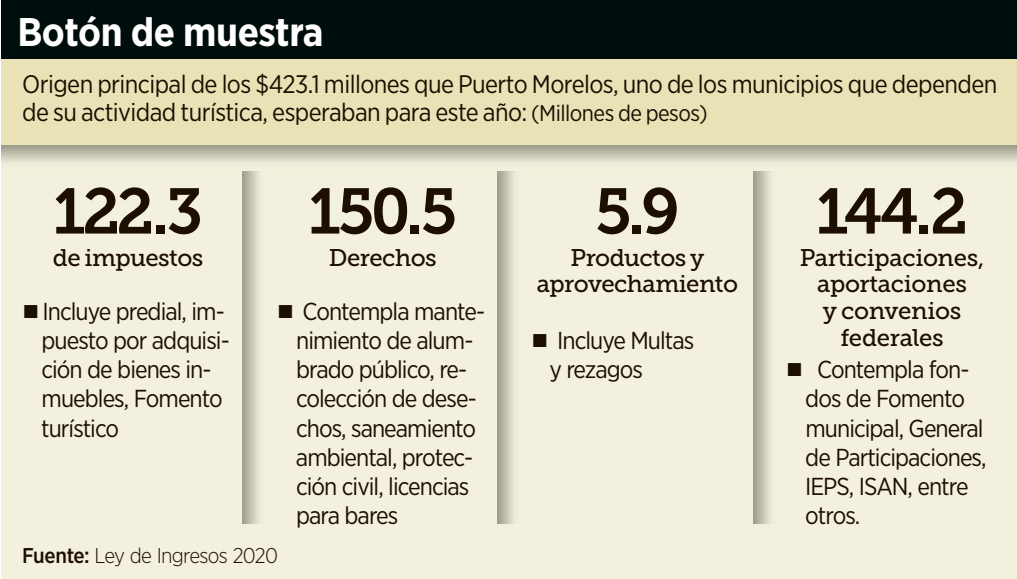 Botón de muestra
Origen principal de los $423.1 millones que Puerto Morelos, uno de los municipios que dependen
de su actividad turística, esperaban para este año: (Millones de pesos)
122.3
de impuestos
■ Incluye predial, im-
puesto por adquisi-
ción de bienes in-
muebles, Fomento
turístico
150.5
Derechos
■ Contempla mante-
nimiento de alum-
brado público, re-
colección de dese-
chos, saneamiento
ambiental, protec-
ción civil, licencias
para bares
5.9
Productos y
aprovechamiento
■ Incluye Multas
y rezagos
144.2
Participaciones,
aportaciones
y convenios
federales
■ Contempla fon-
dos de Fomento
municipal, General
de Participaciones,
IEPS, ISAN, entre
otros.
Fuente: Ley de Ingresos 2020